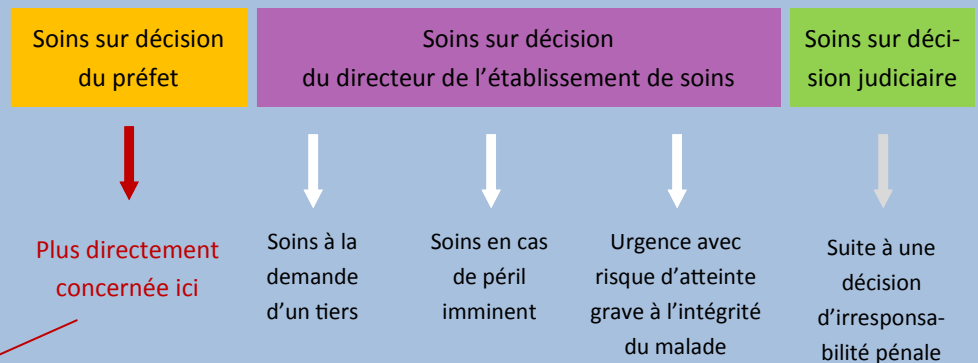 Soins sur décision
du préfet
Soins sur décision
du directeur de l’établissement de soins
Soins sur déci-
sion judiciaire
Plus directement
concernée ici
Soins à la
demande
d’un tiers
Soins en cas
de péril
imminent
Urgence avec
risque d’atteinte
grave à l’intégrité
du malade
Suite à une
décision
d’irresponsa-
bilité pénale